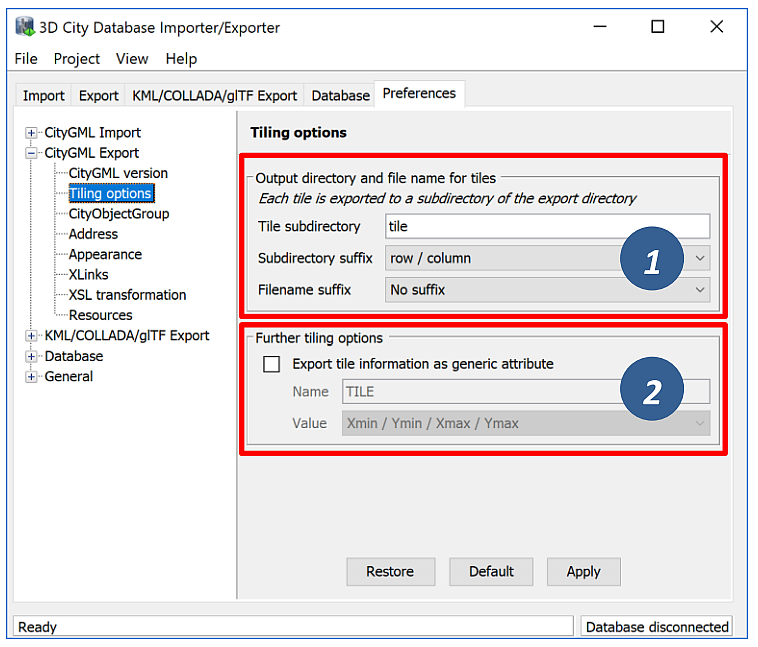 3D City Database Importer/Exporter
File Project View Help
Import Export KML/COLLADA/glTF Export Database Preferences
CityGML Import
CityGML Export
CityGML version
Tiling options
CityObjectGroup
Address
Appearance
XLinks
XSL transformation
Resources
KML/COLLADA/glTF Export
Database
General
Tiling options
Output directory and file name for tiles
Each tile is exported to a subdirectory of the export directory
Tile subdirectory tile
Subdirectory suffix row / column
Filename suffix No suffix
1
Further tiling options
Export tile information as generic attribute
Name TILE
Value Xmin / Ymin / Xmax / Ymax
2
Restore Default Apply
Ready Database disconnected